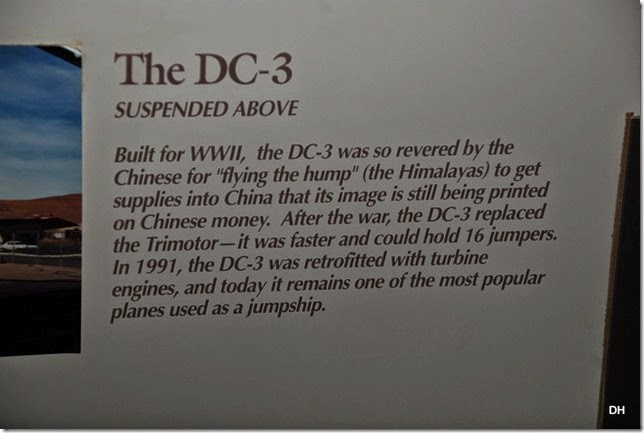 The DC-3
SUSPENDED ABOVE
Built for WWII, the DC-3 was so revered by the
Chinese for "flying the hump" (the Himalayas) to get
supplies into China that its image is still being printed
on Chinese money. After the war, the DC-3 replaced
the Trimotor—it was faster and could hold 16 jumpers.
In 1991, the DC-3 was retrofitted with turbine
engines, and today it remains one of the most popular
planes used as a jumpship.
DH